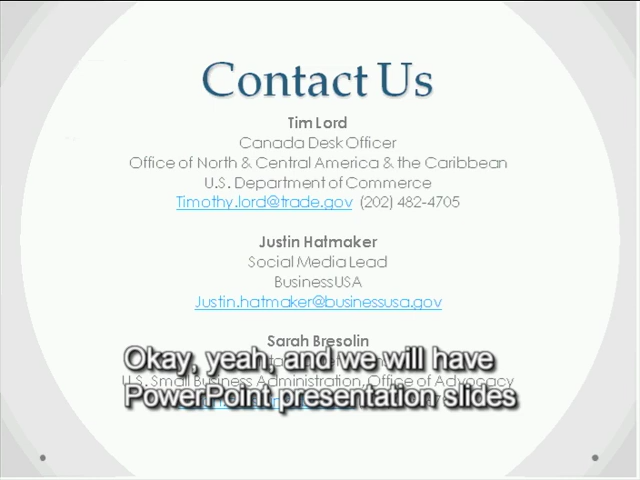 Contact Us
Tim Lord
Canada Desk Officer
Office of North & Central America & the Caribbean
U.S. Department of Commerce
Timothy.lord@trade.gov (202) 482-4705
Justin Hatmaker
Social Media Lead
BusinessUSA
Justin.hatmaker@businessusa.gov
Sarah Bresolin
Okay, yeah, and we will have
U.S. Small Business Administration, Office of Advocacy
PowerPoint presentation slides